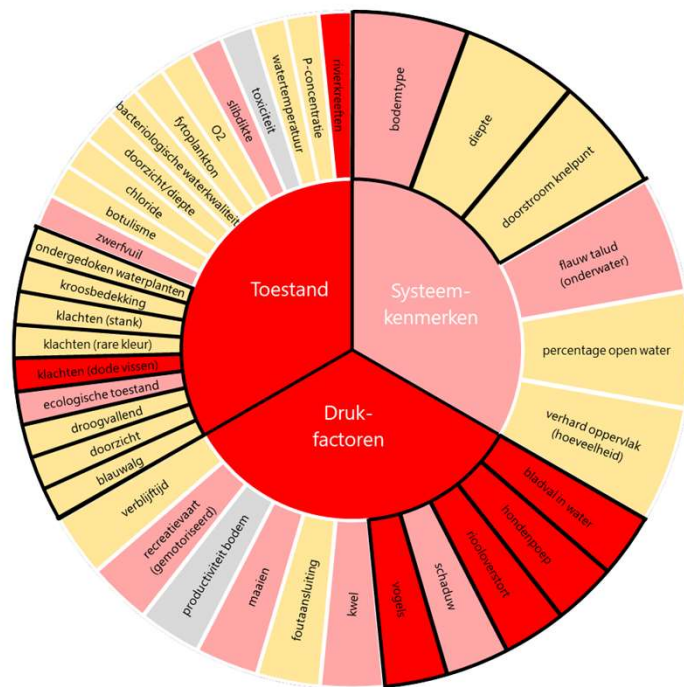 Toestand
Systeem-
kenmerken
Druk-
factoren
bodemtype
diepte
doorstroom knelpunt
flauw talud
(onderwater)
percentage open water
verhard oppervlak
(hoeveelheid)
bladval in water
hondenpoep
riooloverstort
schaduw
vogels
kwel
foutaansluiting
maaien
productiviteit bodem
recreatievaart
(gemotoriseerd)
verblijftijd
blauwalg
doorzicht
droogvallend
ecologische toestand
klachten (dode vissen)
klachten (rare kleur)
klachten (stank)
kroosbedekking
ondergedoken waterplanten
zwerfvuil
botulisme
chloride
doorzicht/diepte
bacteriologische waterkwaliteit
fytoplankton
O2
slibdikte
toxiciteit
watertemperatuur
P-concentratie
rivierkreeften